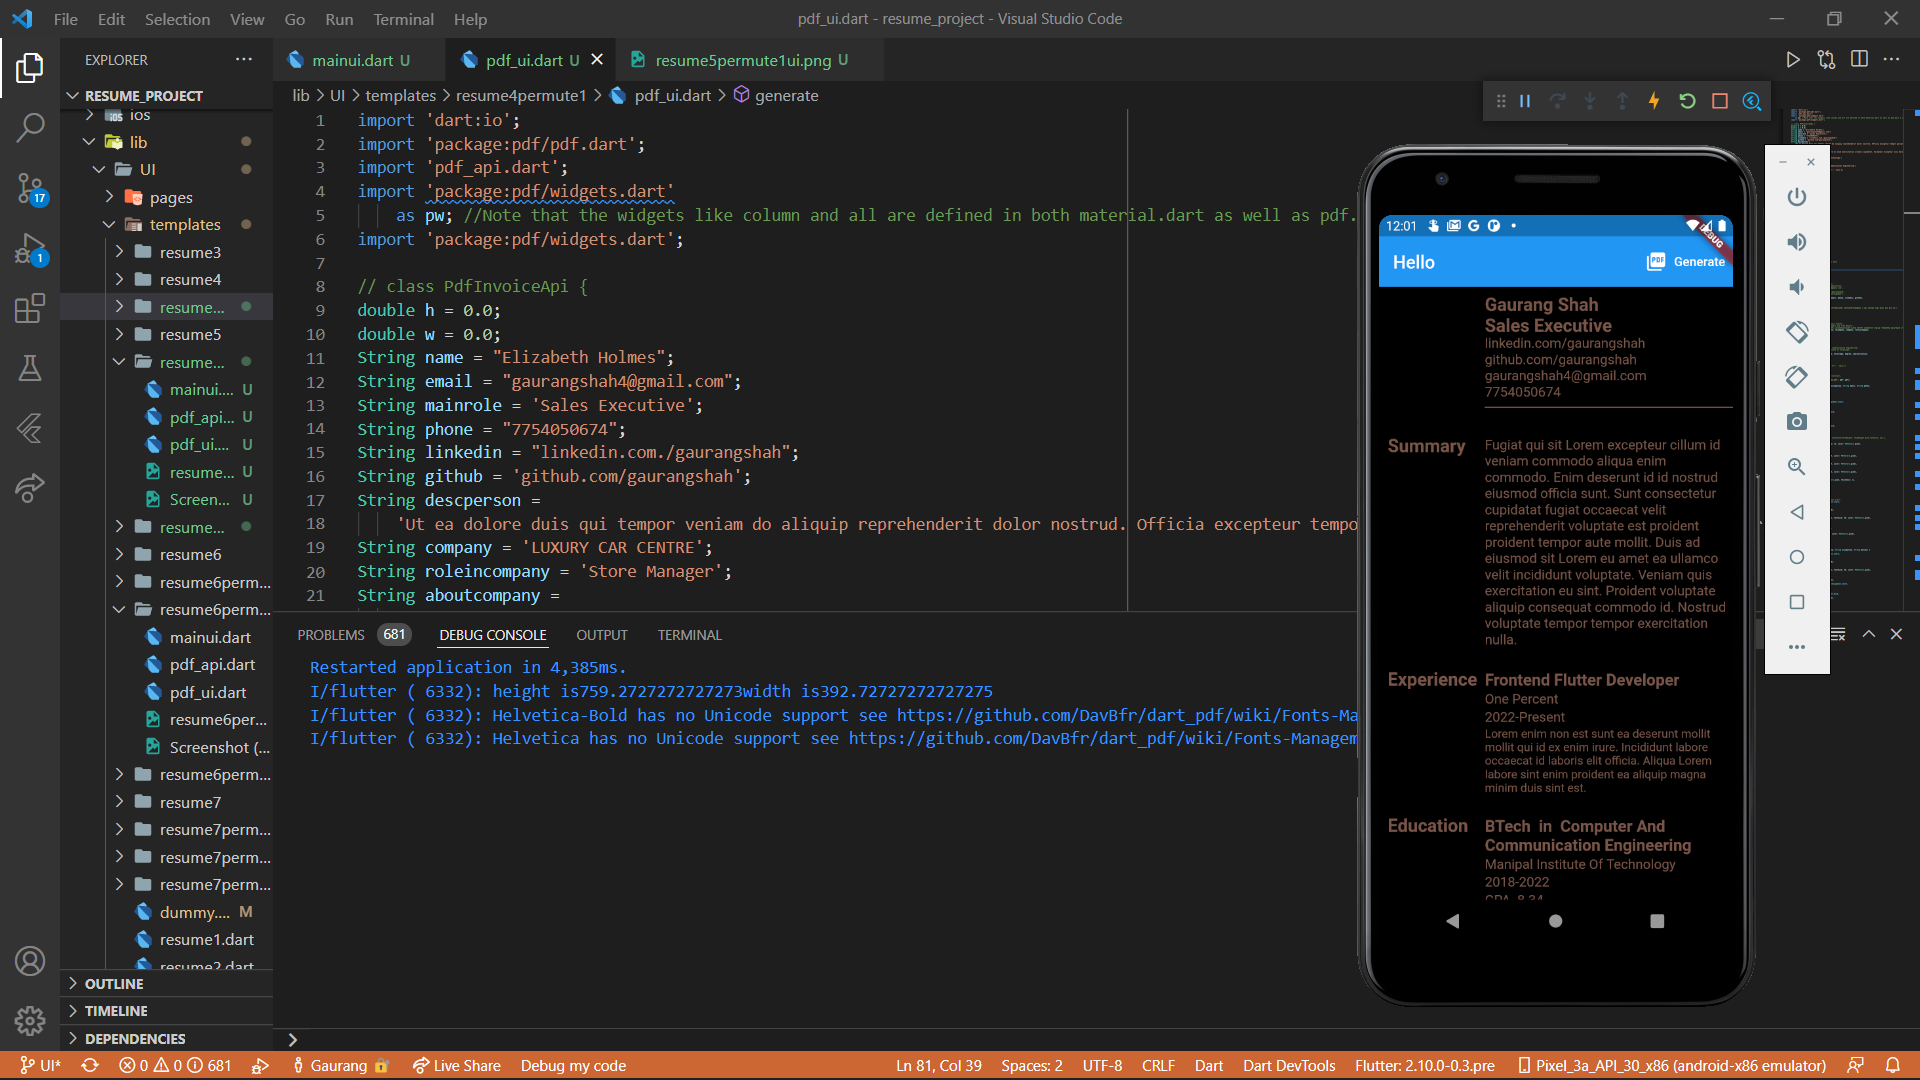 File Edit Selection View Go Run Terminal Help
pdf_ui.dart - resume_project - Visual Studio Code
EXPLORER
RESUME_PROJECT
ios
lib
UI
pages
templates
resume3
resume4
resume...
resume5
resume...
mainui.... U
pdf_api... U
pdf_ui.... U
resume... U
Screen... U
resume...
resume6
resume6perm...
resume6perm...
mainui.dart
pdf_api.dart
pdf_ui.dart
resume6per...
Screenshot (...
resume6perm...
resume7
resume7perm...
resume7perm...
resume7perm...
dummy.... M
resume1.dart
resume2.dart
OUTLINE
TIMELINE
DEPENDENCIES
17
1
mainui.dart U
pdf_ui.dart U
resume5permute1ui.png U
lib > UI > templates > resume4permute1 > pdf_ui.dart > generate
1 import 'dart:io';
2 import 'package:pdf/pdf.dart';
3 import 'pdf_api.dart';
4 import 'package:pdf/widgets.dart'
5 as pw; //Note that the widgets like column and all are defined in both material.dart as well as pdf.
6 import 'package:pdf/widgets.dart';
7
8 // class PdfInvoiceApi {
9 double h = 0.0;
10 double w = 0.0;
11 String name = "Elizabeth Holmes";
12 String email = "gaurangshah4@gmail.com";
13 String mainrole = 'Sales Executive';
14 String phone = "7754050674";
15 String linkedin = "linkedin.com./gaurangshah";
16 String github = 'github.com/gaurangshah';
17 String descperson =
18 'Ut ea dolore duis qui tempor veniam do aliquip reprehenderit dolor nostrud. Officia excepteur tempo
19 String company = 'LUXURY CAR CENTRE';
20 String roleincompany = 'Store Manager';
21 String aboutcompany =
PROBLEMS 681 DEBUG CONSOLE OUTPUT TERMINAL
Restarted application in 4,385ms.
I/flutter ( 6332): height is759.2727272727273width is392.72727272727275
I/flutter ( 6332): Helvetica-Bold has no Unicode support see https://github.com/DavBfr/dart_pdf/wiki/Fonts-Ma
I/flutter ( 6332): Helvetica has no Unicode support see https://github.com/DavBfr/dart_pdf/wiki/Fonts-Managem
12:01
DEBUG
Hello
PDF Generate
Gaurang Shah
Sales Executive
linkedin.com/gaurangshah
github.com/gaurangshah
gaurangshah4@gmail.com
7754050674
Summary
Fugiat qui sit Lorem excepteur cillum id
veniam commodo aliqua enim
commodo. Enim deserunt id id nostrud
eiusmod officia sunt. Sunt consectetur
cupidatat fugiat occaecat velit
reprehenderit voluptate est proident
proident tempor aute mollit. Duis ad
eiusmod sit Lorem eu amet ea ullamco
velit incididunt voluptate. Veniam quis
exercitation eu sint. Proident voluptate
aliquip consequat commodo id. Nostrud
voluptate tempor tempor exercitation
nulla.
Experience
Frontend Flutter Developer
One Percent
2022-Present
Lorem enim non est sunt ea deserunt mollit
mollit qui id ex enim irure. Incididunt labore
occaecat id laboris elit officia. Aliqua Lorem
labore sint enim proident ea aliquip magna
minim duis sint est.
Education
BTech in Computer And
Communication Engineering
Manipal Institute Of Technology
2018-2022
GPA 8.34
UI* 0 0 681 Gaurang Live Share Debug my code
Ln 81, Col 39 Spaces: 2 UTF-8 CRLF Dart Dart DevTools Flutter: 2.10.0-0.3.pre Pixel_3a_API_30_x86 (android-x86 emulator)